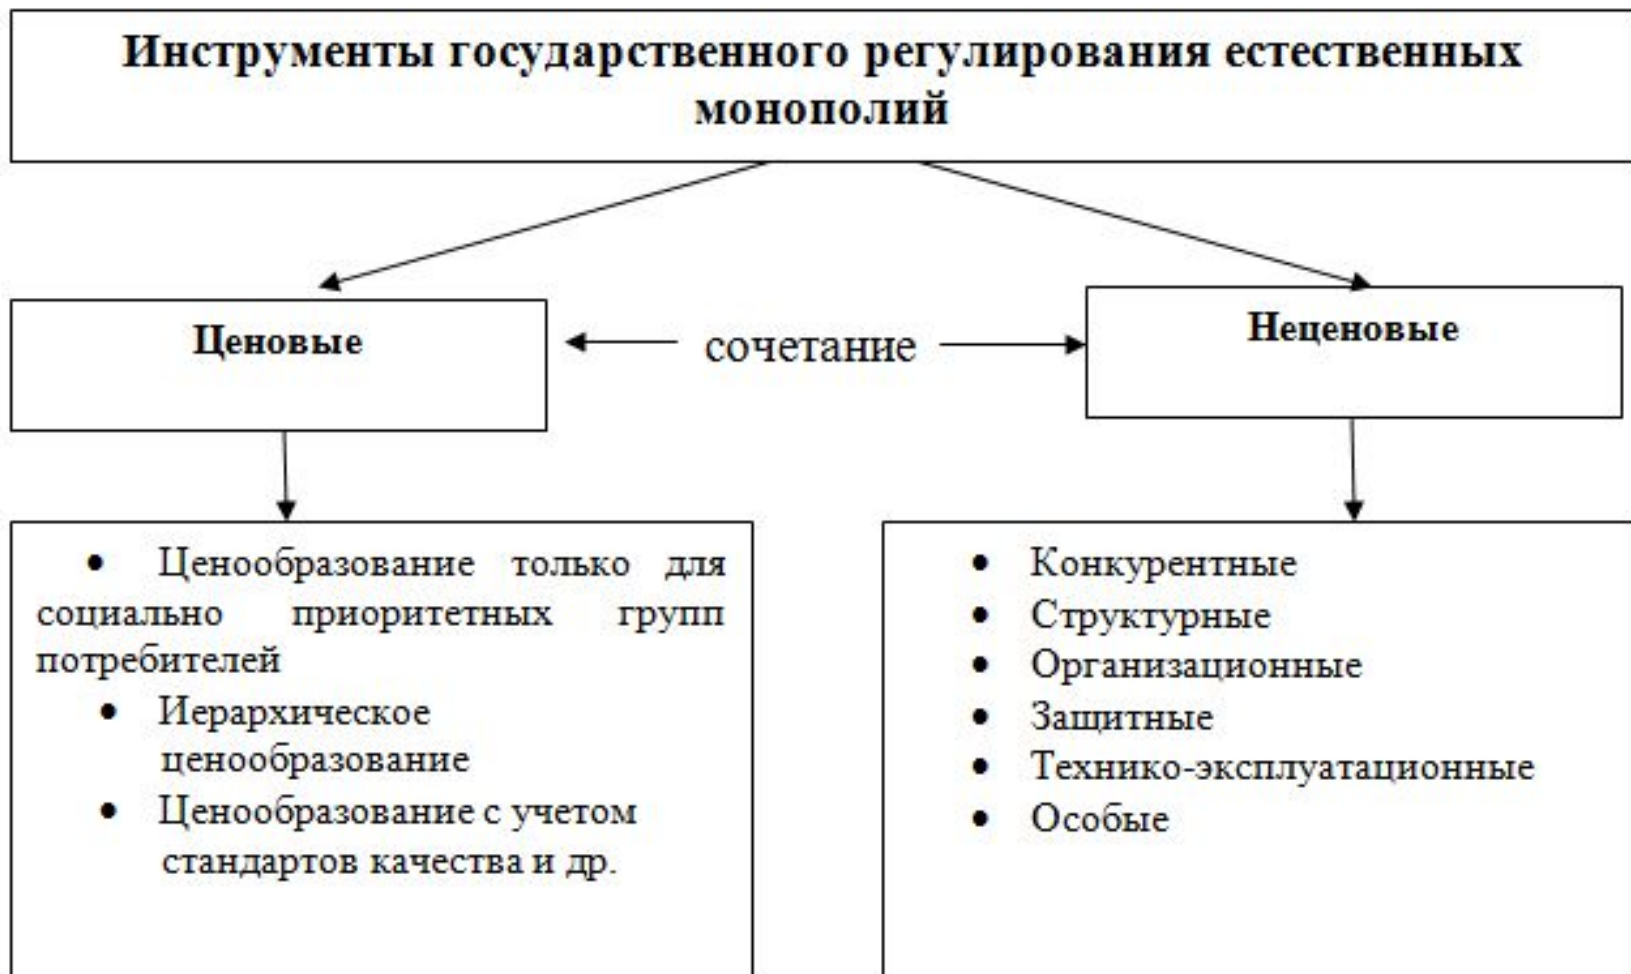 Инструменты государственного регулирования естественных
монополий
Ценовые
сочетание
Неценовые
• Ценообразование только для
социально приоритетных групп
потребителей
• Иерархическое
ценообразование
• Ценообразование с учетом
стандартов качества и др.
• Конкурентные
• Структурные
• Организационные
• Защитные
• Технико-эксплуатационные
• Особые